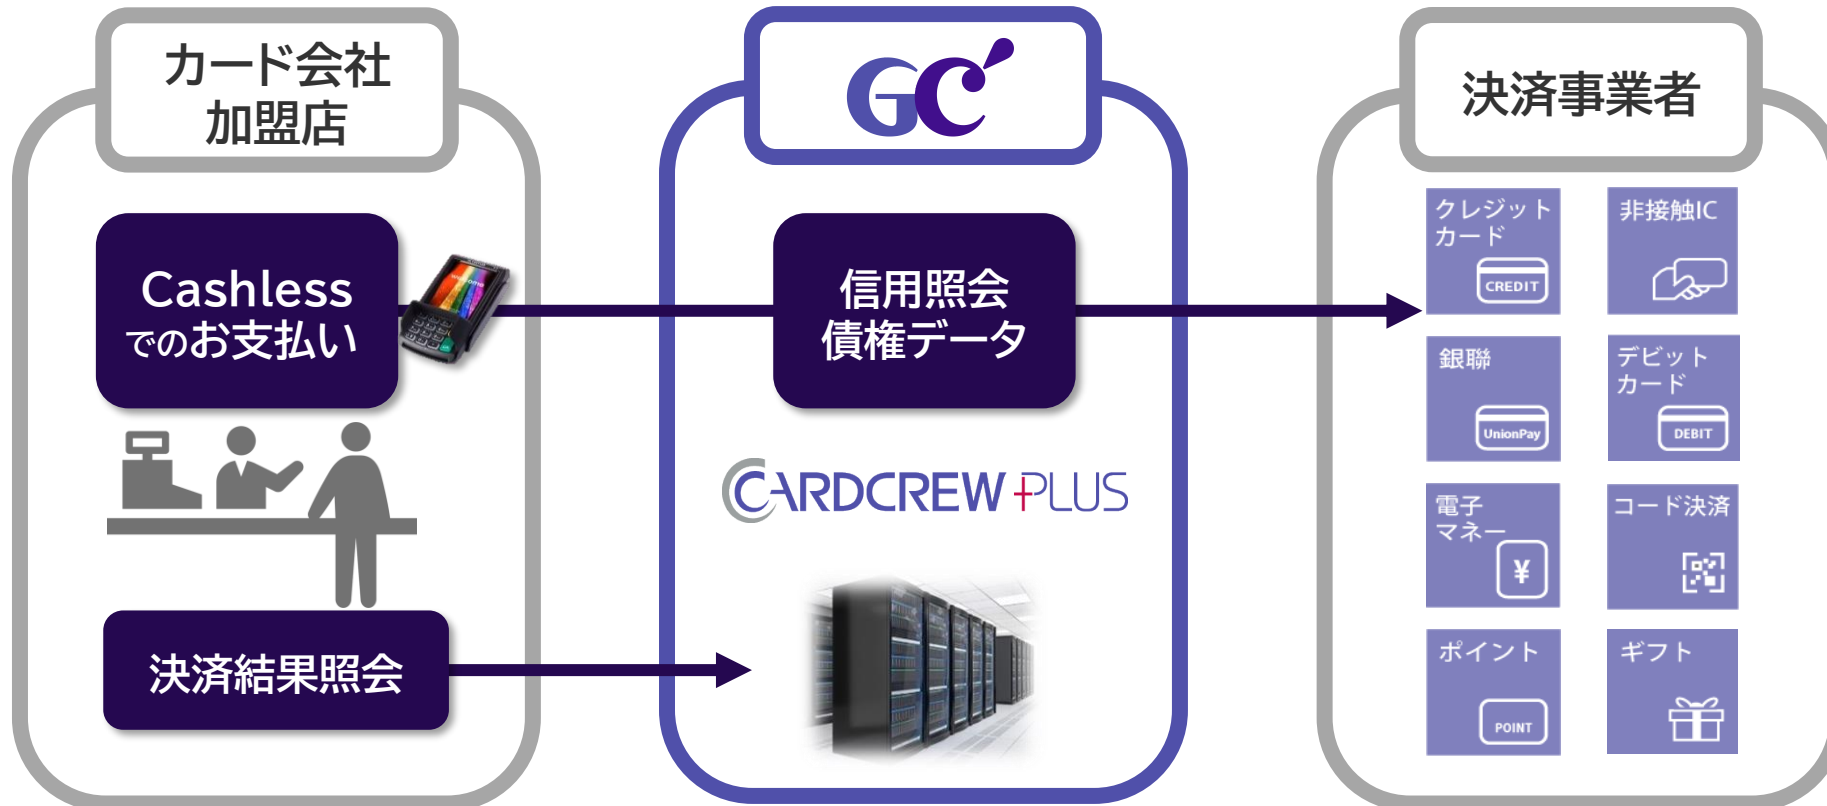 カード会社
加盟店
GC
決済事業者
Cashless
でのお支払い
信用照会
債権データ
welcome
クレジット
カード
CREDIT
非接触IC
銀聯
UnionPay
デビット
カード
DEBIT
CARDCREW PLUS
電子
マネー
¥
コード決済
決済結果照会
ポイント
POINT
ギフト